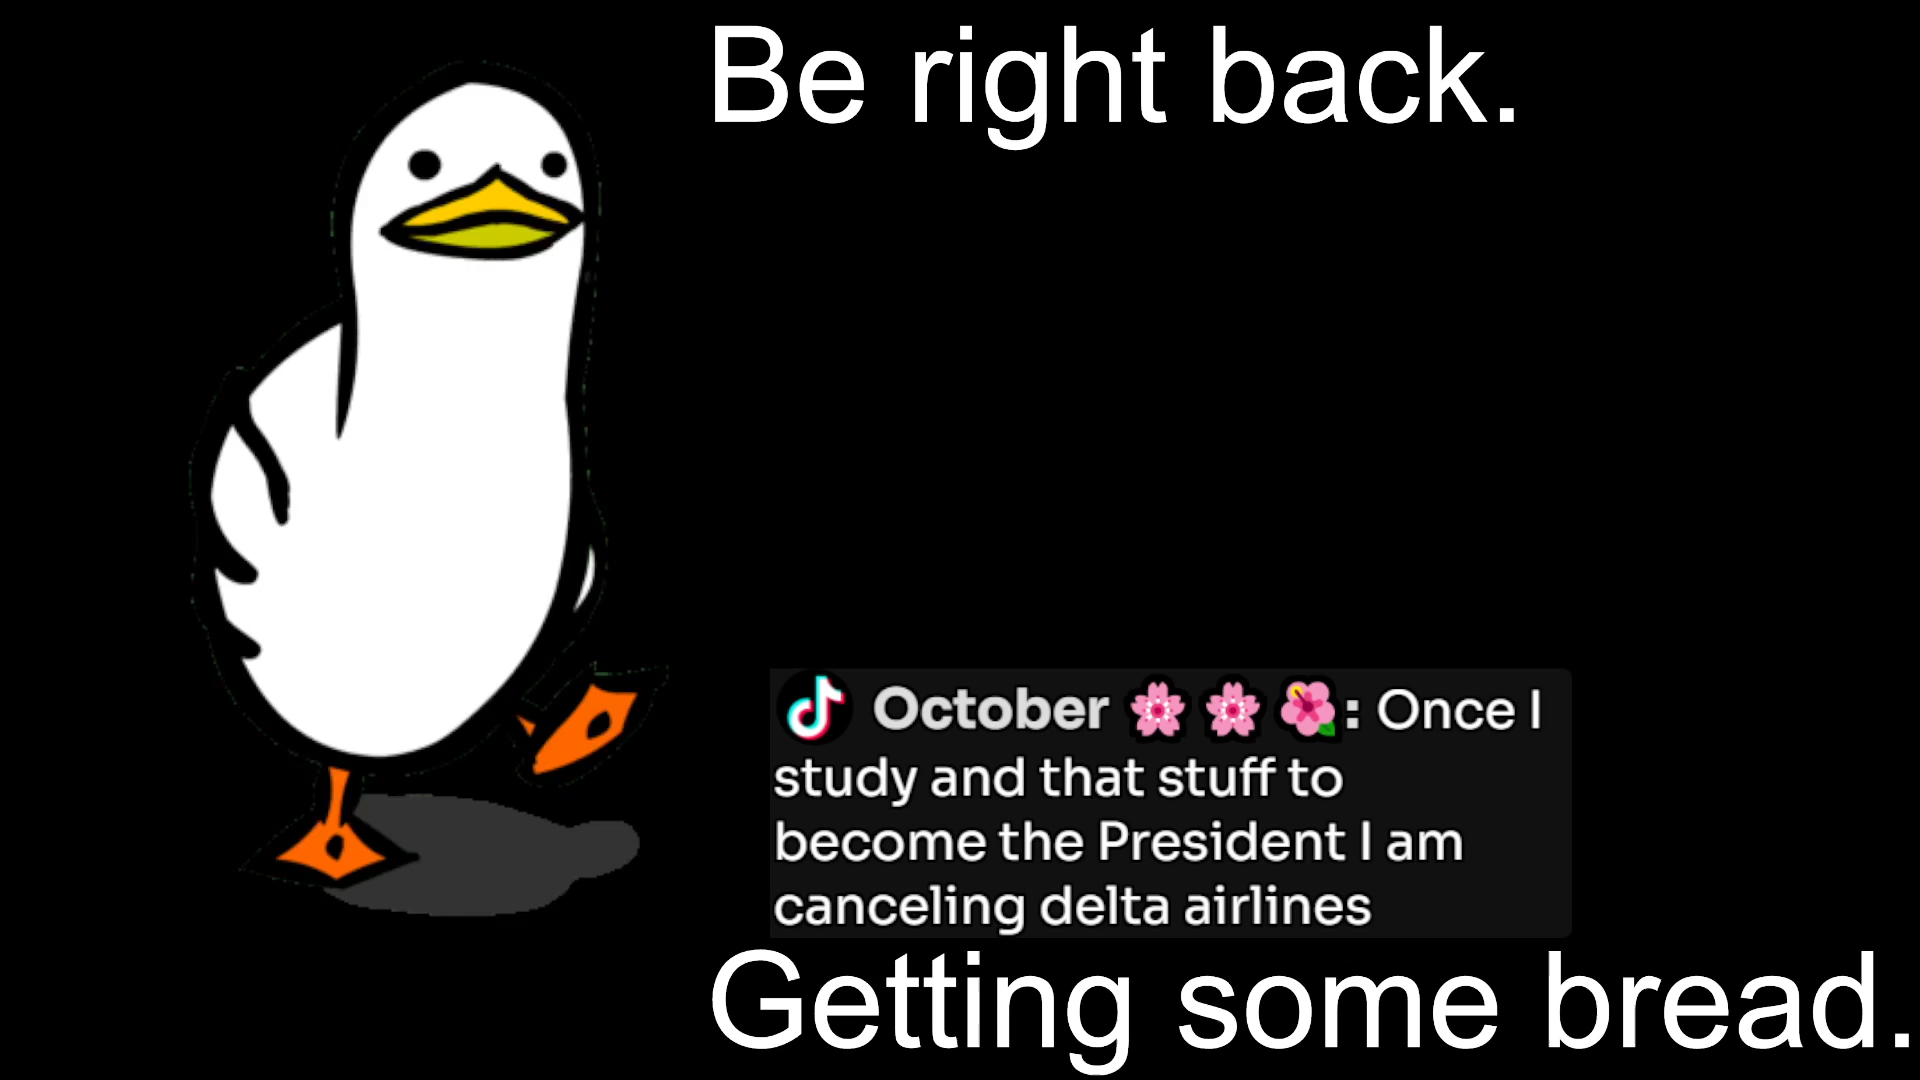 Be right back.
October 🌸 🌸 🌺: Once I
study and that stuff to
become the President I am
canceling delta airlines
Getting some bread.